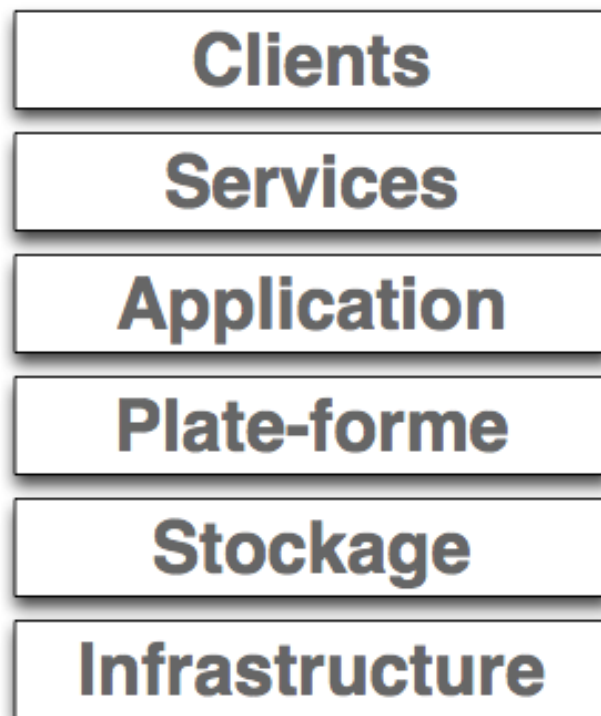 Clients
Services
Application
Plate-forme
Stockage
Infrastructure